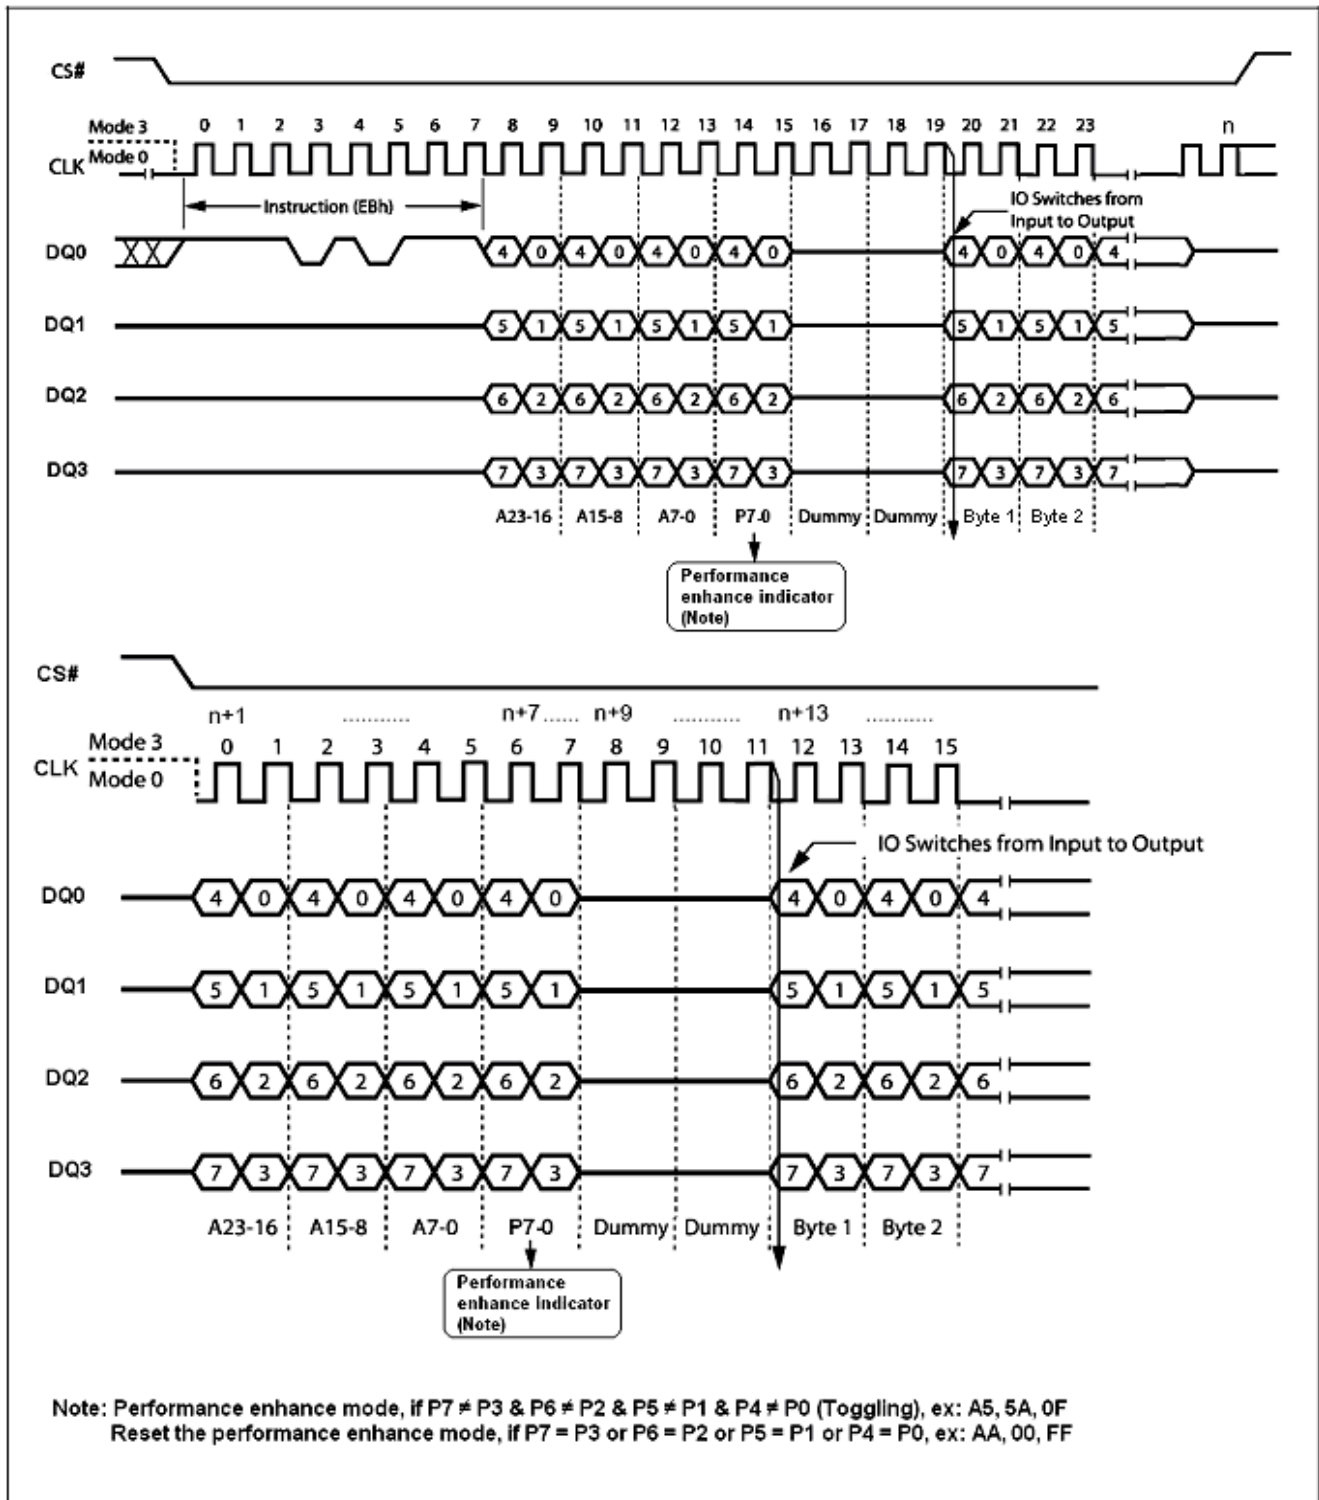 CS#
Mode 3 0 1 2 3 4 5 6 7 8 9 10 11 12 13 14 15 16 17 18 19 20 21 22 23 n
CLK Mode 0
Instruction (EBh)
IO Switches from
Input to Output
DQ0 4 0 4 0 4 0 4 0 4 0 4 0 4
DQ1 5 1 5 1 5 1 5 1 5 1 5 1 5
DQ2 6 2 6 2 6 2 6 2 6 2 6 2 6
DQ3 7 3 7 3 7 3 7 3 7 3 7 3 7
A23-16 A15-8 A7-0 P7-0 Dummy Dummy Byte 1 Byte 2
Performance
enhance indicator
(Note)
CS#
n+1 ........... n+7 ...... n+9 ........... n+13 ...........
Mode 3 0 1 2 3 4 5 6 7 8 9 10 11 12 13 14 15
CLK
Mode 0
IO Switches from Input to Output
DQ0 4 0 4 0 4 0 4 0 4 0 4 0 4
DQ1 5 1 5 1 5 1 5 1 5 1 5 1 5
DQ2 6 2 6 2 6 2 6 2 6 2 6 2 6
DQ3 7 3 7 3 7 3 7 3 7 3 7 3 7
A23-16 A15-8 A7-0 P7-0 Dummy Dummy Byte 1 Byte 2
Performance
enhance indicator
(Note)
Note: Performance enhance mode, if P7 ≠ P3 & P6 ≠ P2 & P5 ≠ P1 & P4 ≠ P0 (Toggling), ex: A5, 5A, 0F
Reset the performance enhance mode, if P7 = P3 or P6 = P2 or P5 = P1 or P4 = P0, ex: AA, 00, FF